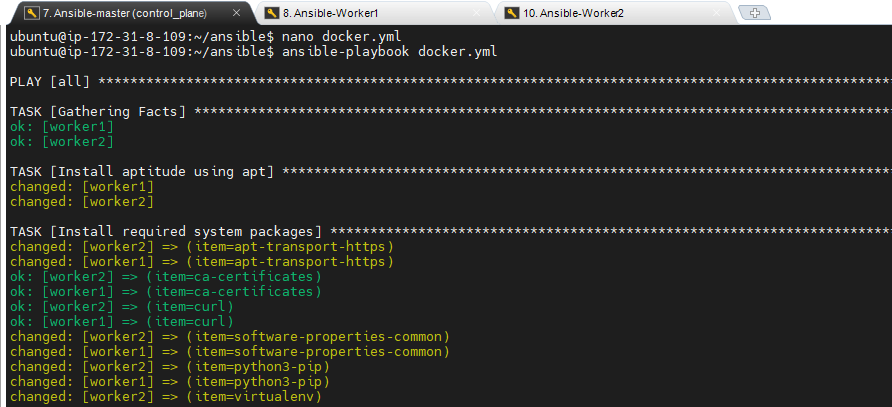 7. Ansible-master (control_plane)
8. Ansible-Worker1
10. Ansible-Worker2
ubuntu@ip-172-31-8-109:~/ansible$ nano docker.yml
ubuntu@ip-172-31-8-109:~/ansible$ ansible-playbook docker.yml
PLAY [all] ****************************************************************************************************
TASK [Gathering Facts] ****************************************************************************************
ok: [worker1]
ok: [worker2]
TASK [Install aptitude using apt] *****************************************************************************
changed: [worker1]
changed: [worker2]
TASK [Install required system packages] ***********************************************************************
changed: [worker2] => (item=apt-transport-https)
changed: [worker1] => (item=apt-transport-https)
ok: [worker2] => (item=ca-certificates)
ok: [worker1] => (item=ca-certificates)
ok: [worker2] => (item=curl)
ok: [worker1] => (item=curl)
changed: [worker2] => (item=software-properties-common)
changed: [worker1] => (item=software-properties-common)
changed: [worker2] => (item=python3-pip)
changed: [worker1] => (item=python3-pip)
changed: [worker2] => (item=virtualenv)